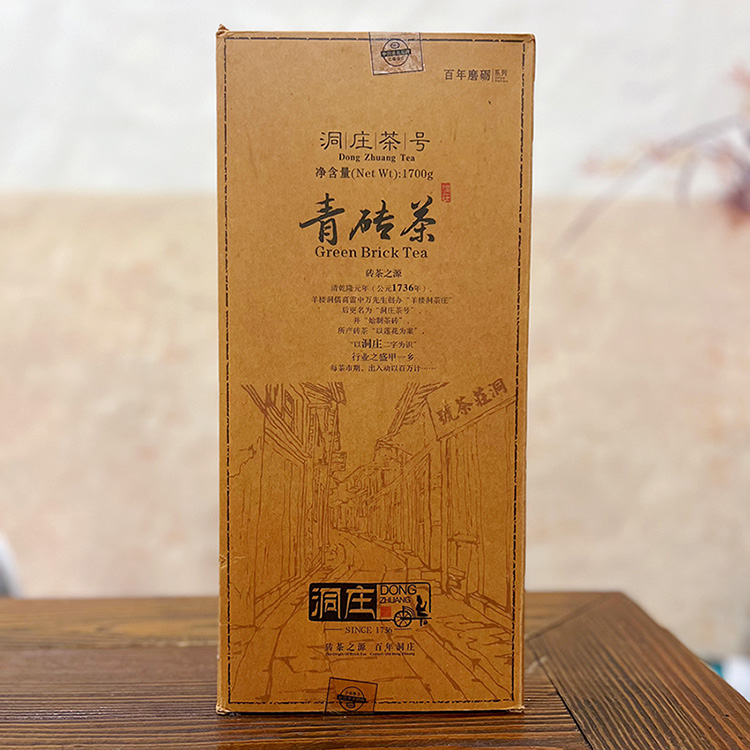 百年磨砺 系列
洞庄茶号
Dong Zhuang Tea
净含量(Net Wt):1700g
青砖茶
Green Brick Tea
砖茶之源
清乾隆元年（公元1736年），
羊楼洞儒商雷中万先生创办“羊楼洞茶庄”
后更名为“洞庄茶号”，
并“始制茶砖”，
所产砖茶“以莲花为案”，
“以洞庄二字为识”
行业之盛甲一乡，
每茶市期，出入动以百万计……
號茶莊洞
洞庄
DONG
ZHUANG
SINCE 1736
砖茶之源 百年洞庄